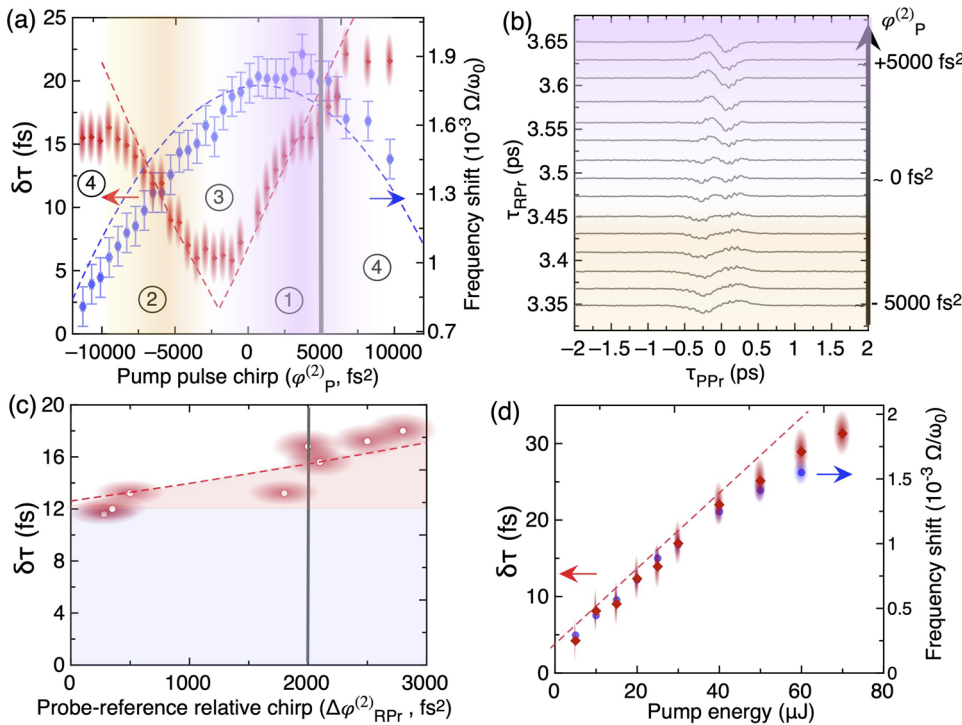 (a)
25
20
15
10
5
0
δτ (fs)
④
②
③
①
④
1.9
1.6
1.3
1
0.7
Frequency shift (10⁻³ Ω/ω₀)
−10000 −5000 0 5000 10000
Pump pulse chirp (φ⁽²⁾P, fs²)
(b)
3.65
3.60
3.55
3.50
3.45
3.4
3.35
τRPr (ps)
φ⁽²⁾P
~ +5000 fs²
~ 0 fs²
- 5000 fs²
−2 −1.5 −1 −0.5 0 0.5 1 1.5 2
τPPr (ps)
(c)
20
16
12
8
4
0
δτ (fs)
0 1000 2000 3000
Probe-reference relative chirp (Δφ⁽²⁾RPr , fs²)
(d)
30
20
10
0
δτ (fs)
2
1.5
1
0.5
0
Frequency shift (10⁻³ Ω/ω₀)
0 20 40 60 80
Pump energy (μJ)